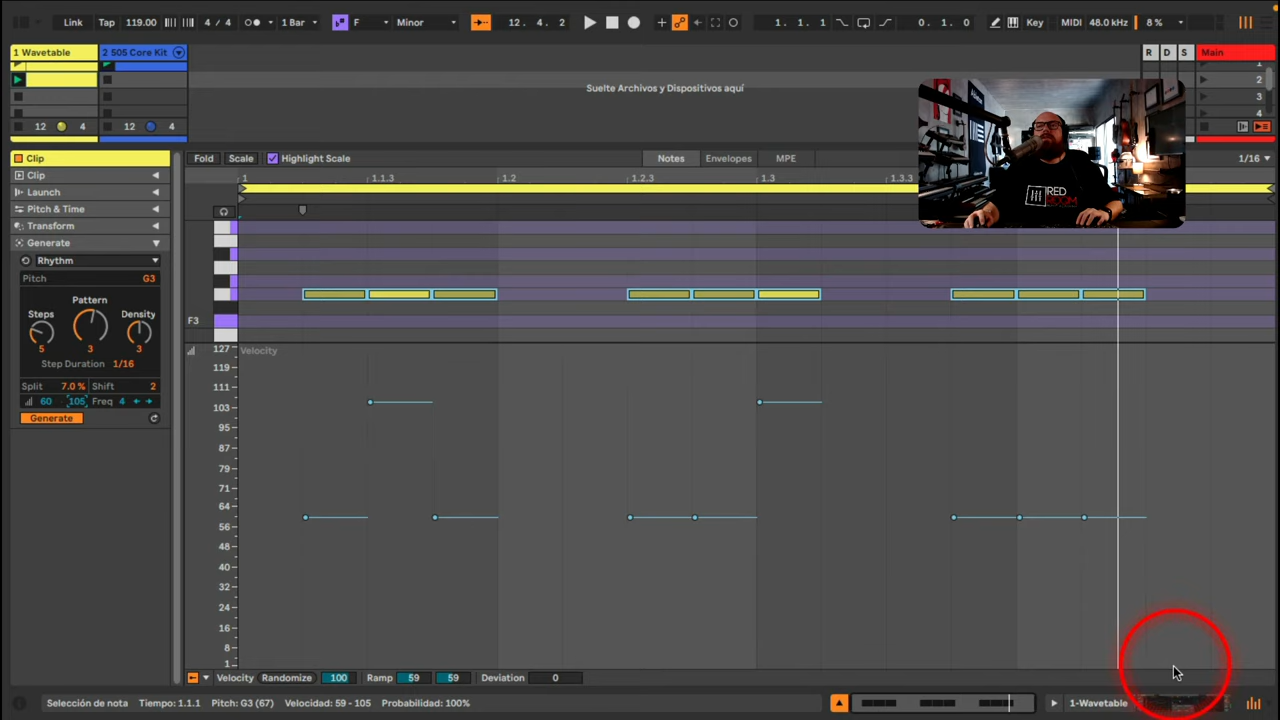 Link Tap 119.00 4 / 4 1 Bar F Minor 12. 4. 2 1. 1. 1 0. 1. 0 Key MIDI 48.0 kHz 8 %
1 Wavetable 2 505 Core Kit R D S Main
1
2
Suelte Archivos y Dispositivos aquí
3
4
12 4 12 4
Clip Fold Scale Highlight Scale Notes Envelopes MPE 1/16
Clip
1 1.1.3 1.2 1.2.3 1.3 1.3.3
Launch
Pitch & Time
Transform
Generate
Rhythm
Pitch G3
Pattern
Steps Density
5 3 3
Step Duration 1/16
Split 7.0 % Shift 2
60 105 Freq 4
Generate
F3
Velocity
127
119
111
103
95
87
79
71
64
56
48
40
32
24
16
8
1
RED
ROOM
Velocity Randomize 100 Ramp 59 59 Deviation 0
Selección de nota Tiempo: 1.1.1 Pitch: G3 (67) Velocidad: 59 - 105 Probabilidad: 100% 1-Wavetable